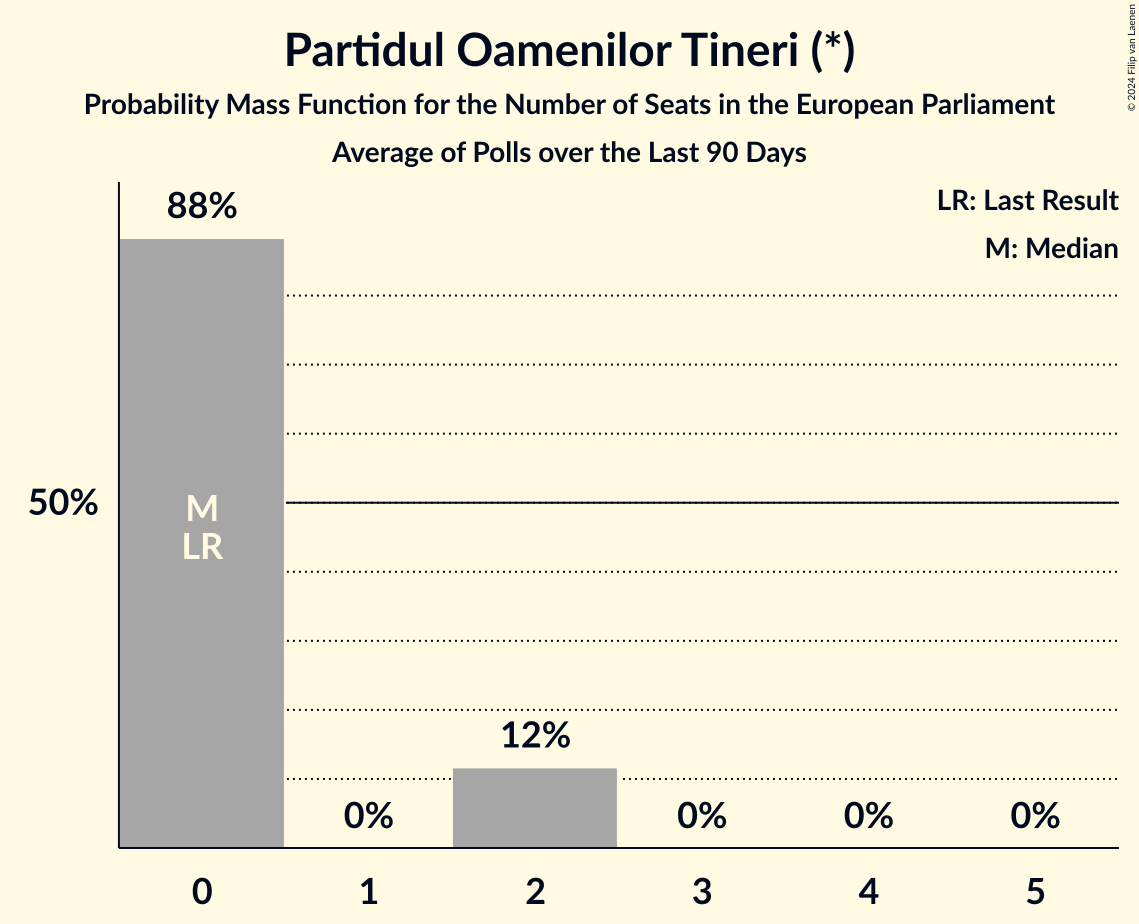 Partidul Oamenilor Tineri (*)
Probability Mass Function for the Number of Seats in the European Parliament
Average of Polls over the Last 90 Days
© 2024 Filip van Laenen
LR: Last Result
M: Median
88%
50%
M
LR
12%
0%
0%
0%
0%
0 1 2 3 4 5